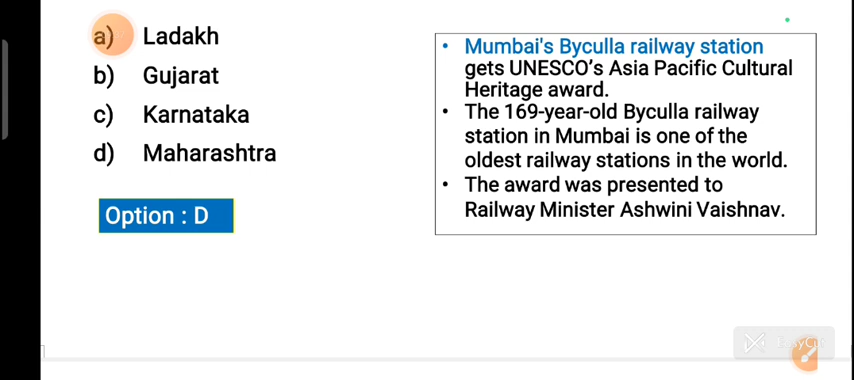 a) Ladakh
b) Gujarat
c) Karnataka
d) Maharashtra
Option : D
• Mumbai's Byculla railway station
gets UNESCO's Asia Pacific Cultural
Heritage award.
• The 169-year-old Byculla railway
station in Mumbai is one of the
oldest railway stations in the world.
• The award was presented to
Railway Minister Ashwini Vaishnav.